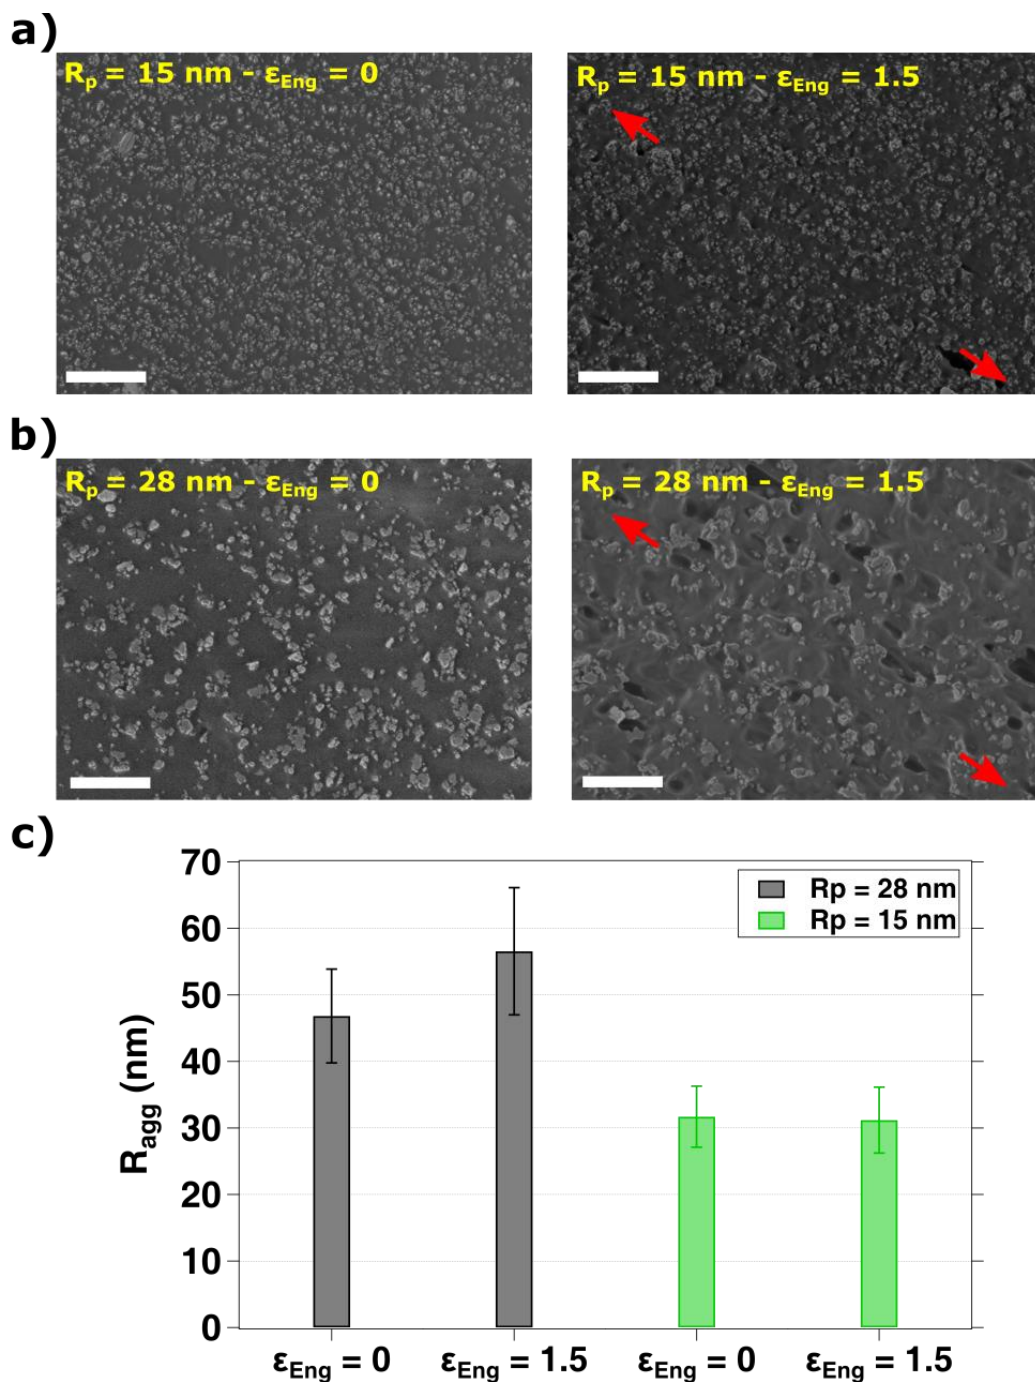 a)
Rp = 15 nm - εEng = 0
Rp = 15 nm - εEng = 1.5
b)
Rp = 28 nm - εEng = 0
Rp = 28 nm - εEng = 1.5
c)
70
60
50
40
30
20
10
0
Ragg (nm)
Rp = 28 nm
Rp = 15 nm
εEng = 0
εEng = 1.5
εEng = 0
εEng = 1.5